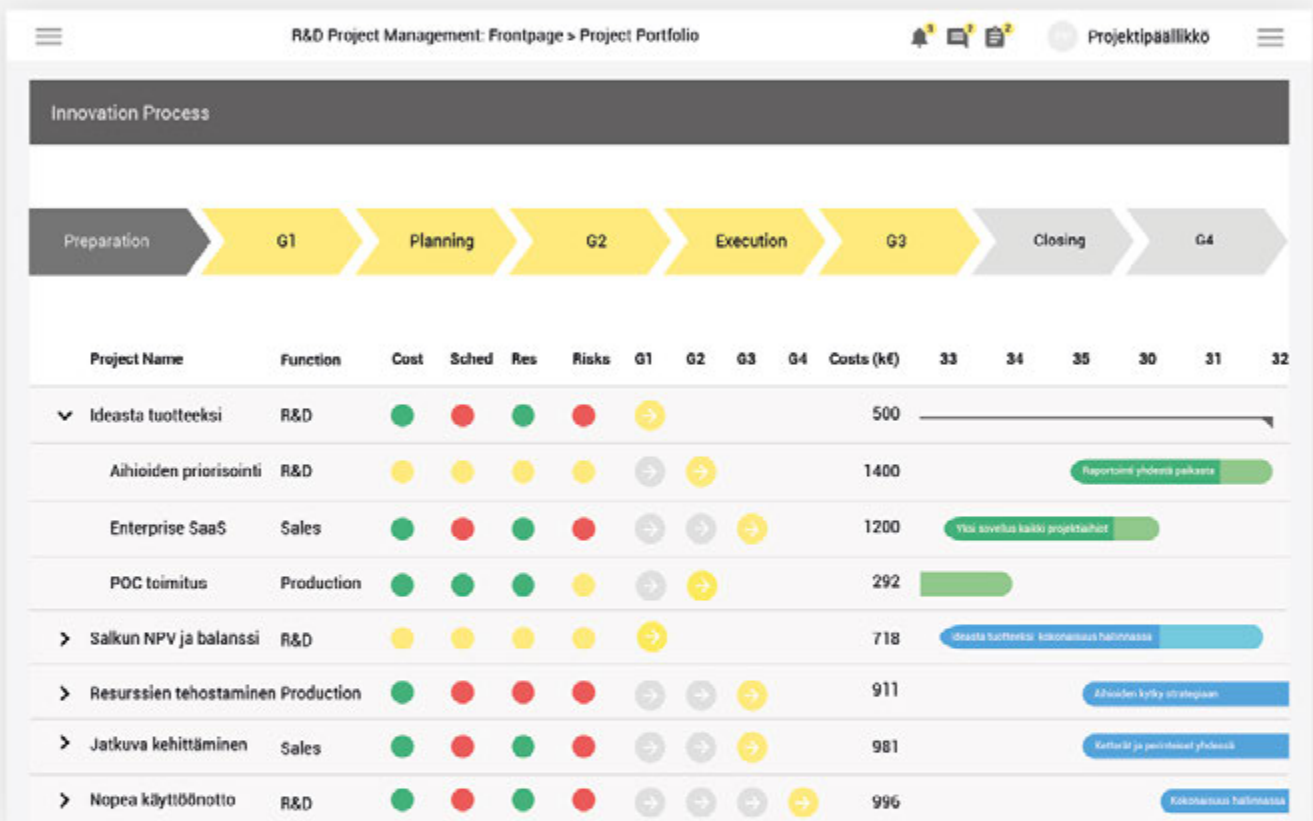 R&D Project Management: Frontpage > Project Portfolio 3 7 2 Projektipäällikkö
Innovation Process
Preparation G1 Planning G2 Execution G3 Closing G4
Project Name Function Cost Sched Res Risks G1 G2 G3 G4 Costs (k€) 33 34 35 30 31 32
Ideasta tuotteeksi R&D 500
Aihioiden priorisointi R&D 1400 Raportointi yhdestä paikasta
Enterprise SaaS Sales 1200 Yksi sovellus kaikki projektiaihiot
POC toimitus Production 292
Salkun NPV ja balanssi R&D 718 Ideasta tuotteeksi kokonaisuus hallinnassa
Resurssien tehostaminen Production 911 Aihioiden kytky strategiaan
Jatkuva kehittäminen Sales 981 Ketterät ja perinteiset yhdessä
Nopea käyttöönotto R&D 996 Kokonaisuus hallinnassa